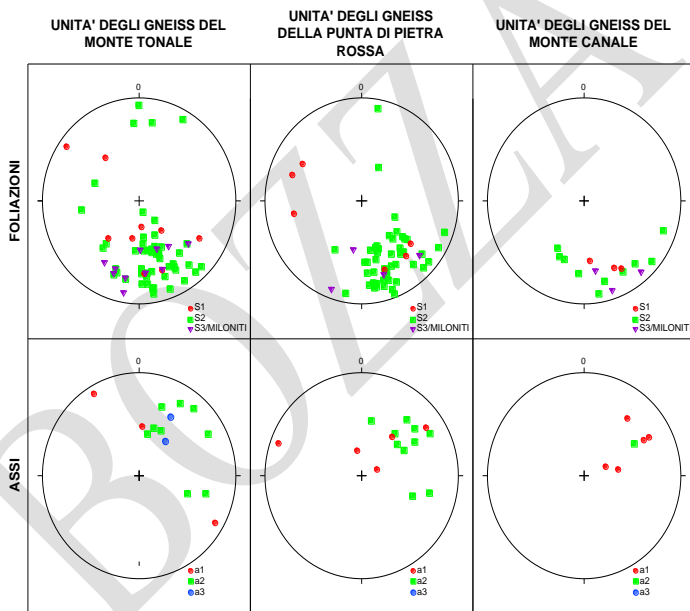 UNITA' DEGLI GNEISS DEL
MONTE TONALE
UNITA' DEGLI GNEISS
DELLA PUNTA DI PIETRA
ROSSA
UNITA' DEGLI GNEISS DEL
MONTE CANALE
FOLIAZIONI
0
S1
S2
S3/MILONITI
0
S1
S2
S3/MILONITI
0
S1
S2
S3/MILONITI
ASSI
0
a1
a2
a3
0
a1
a2
a3
0
a1
a2
a3
BOZZA